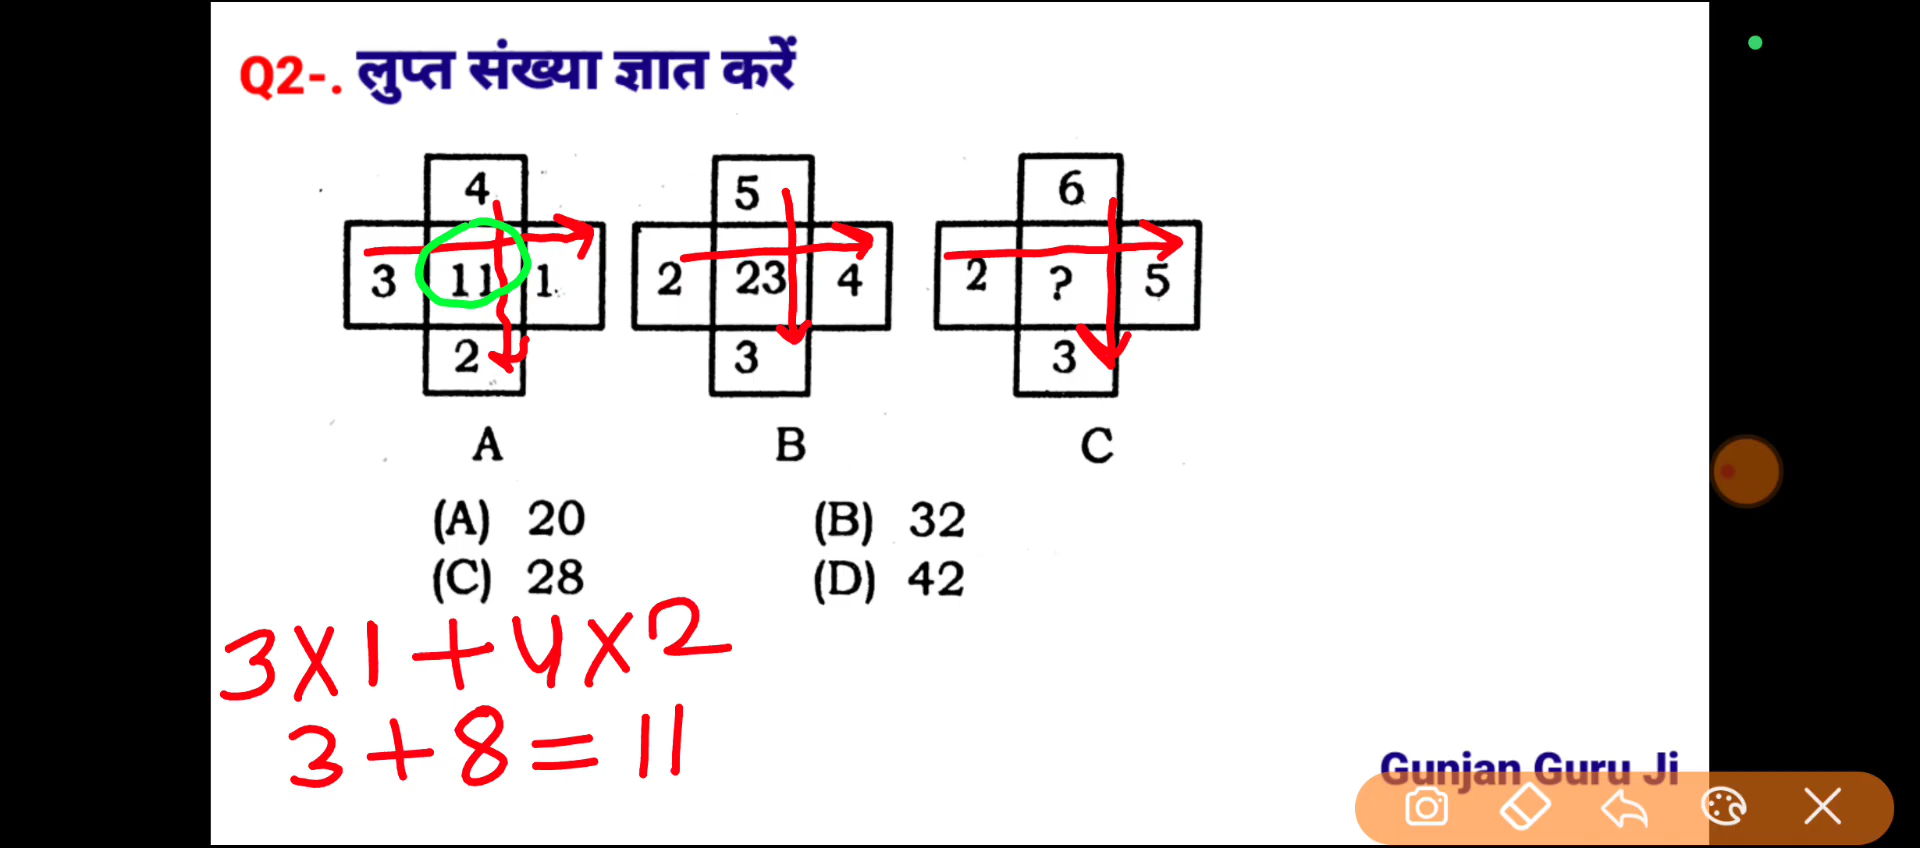 Q2-. लुप्त संख्या ज्ञात करें
4 5 6
3 11 1 2 23 4 2 ? 5
2 3 3
A B C
(A) 20 (B) 32
(C) 28 (D) 42
3X1+4X2
3+8=11
Gunjan Guru Ji